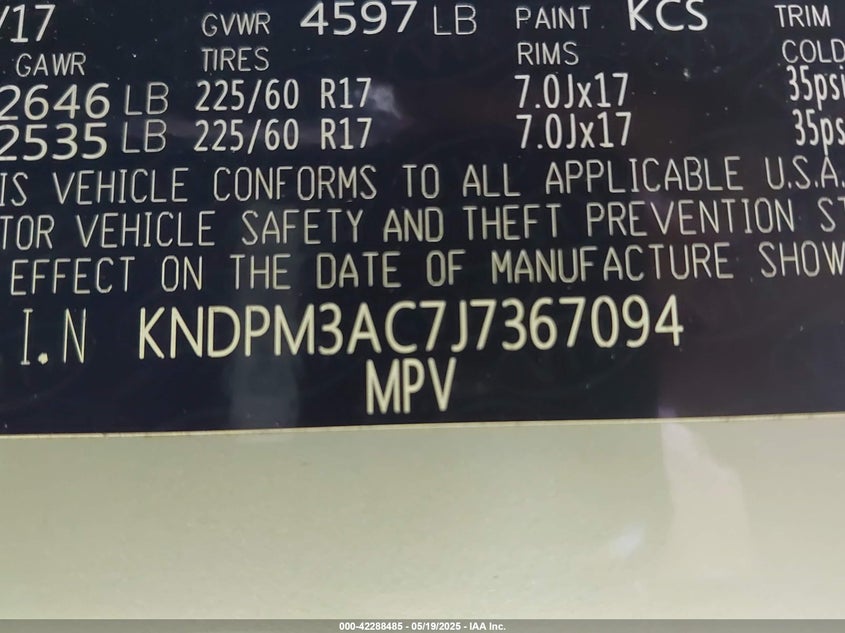 /17 GVWR 4597 LB PAINT KCS TRIM
GAWR TIRES RIMS COLD
2646 LB 225/60 R17 7.0Jx17 35psi
2535 LB 225/60 R17 7.0Jx17 35ps
IS VEHICLE CONFORMS TO ALL APPLICABLE U.S.A.
TOR VEHICLE SAFETY AND THEFT PREVENTION ST
EFFECT ON THE DATE OF MANUFACTURE SHOW
I.N KNDPM3AC7J7367094
MPV
000-42288485 - 05/19/2025 - IAA Inc.